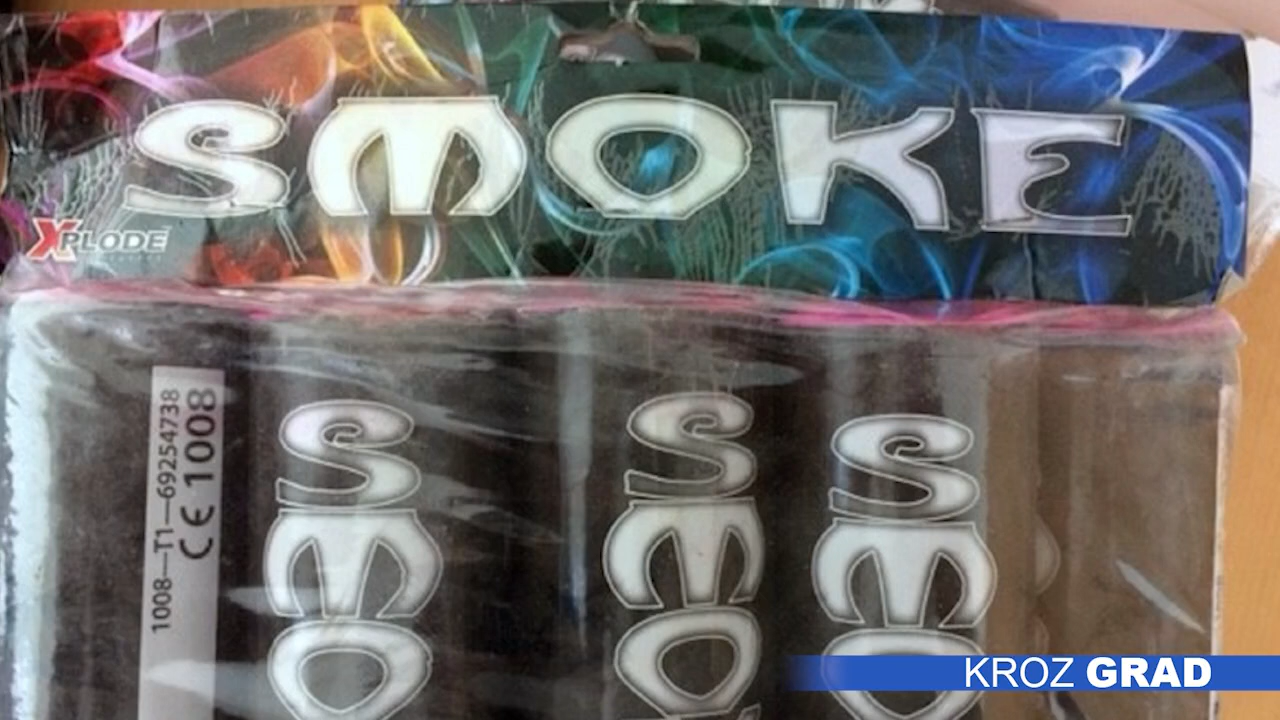 SMOKE
XPLODE
1008—T1—69254738
CE 1008
SMO
SMO
SMO
KROZ GRAD